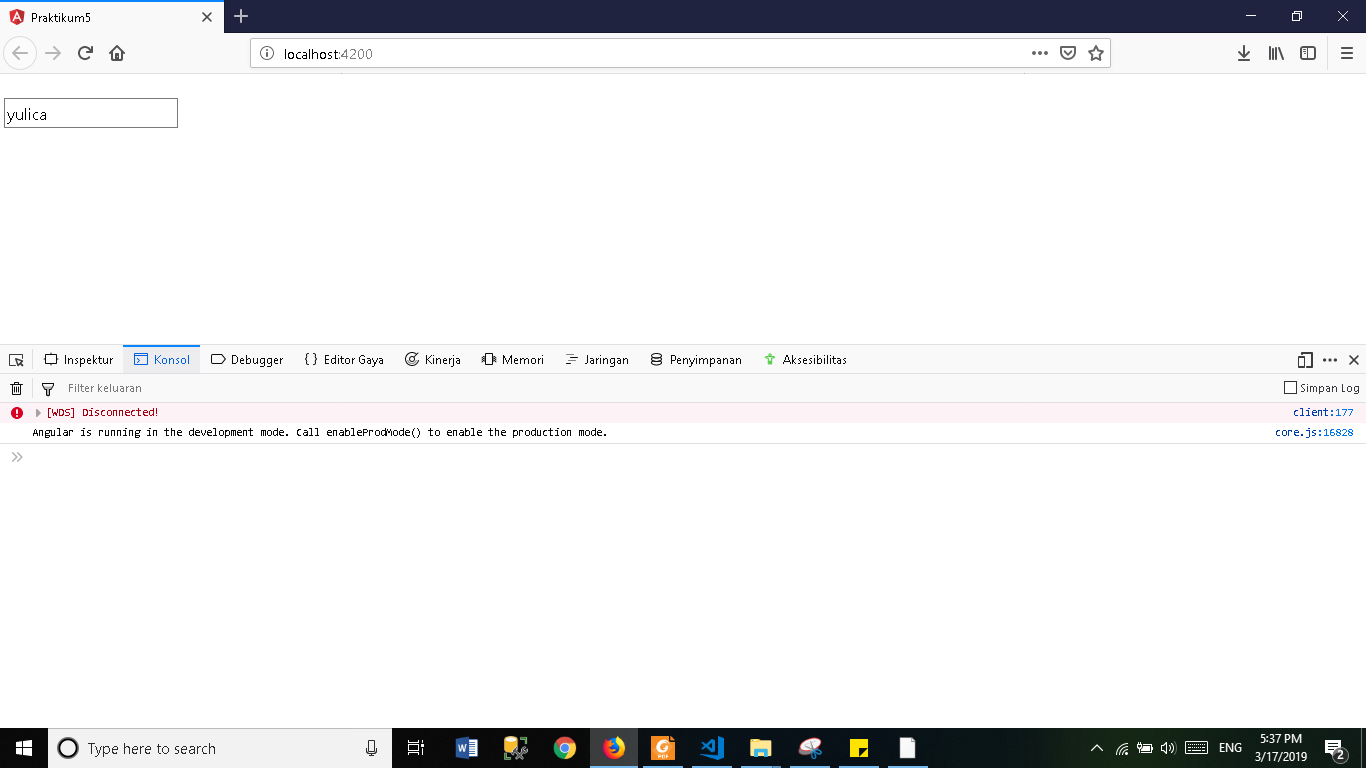 Praktikum5
localhost:4200
yulica
Inspektur Konsol Debugger Editor Gaya Kinerja Memori Jaringan Penyimpanan Aksesibilitas
Filter keluaran Simpan Log
[WDS] Disconnected! client:177
Angular is running in the development mode. Call enableProdMode() to enable the production mode. core.js:16828
Type here to search
ENG
5:37 PM
3/17/2019
2